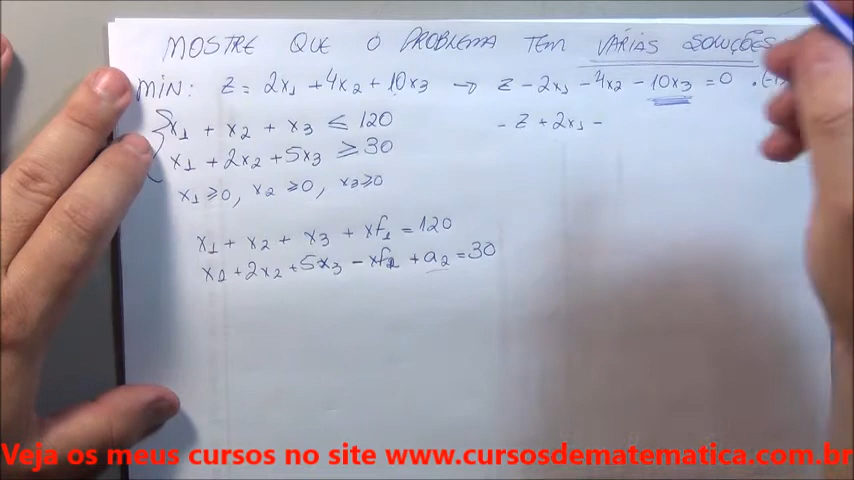 MOSTRE QUE O PROBLEMA TEM VÁRIAS SOLUÇÕES
MIN: Z = 2x1 + 4x2 + 10x3 → Z - 2x1 - 4x2 - 10x3 = 0 .(-1)
x1 + x2 + x3 ≤ 120
- Z + 2x1 -
x1 + 2x2 + 5x3 ≥ 30
x1 ≥ 0, x2 ≥ 0, x3 ≥ 0
x1 + x2 + x3 + xf1 = 120
x1 + 2x2 + 5x3 - xf2 + a2 = 30
Veja os meus cursos no site www.cursosdematematica.com.br